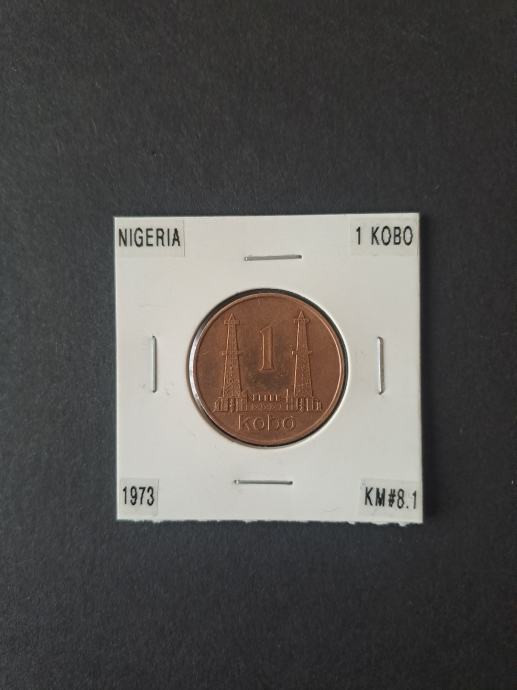 NIGERIA
1 KOBO
1
kobo
1973
KM#8.1